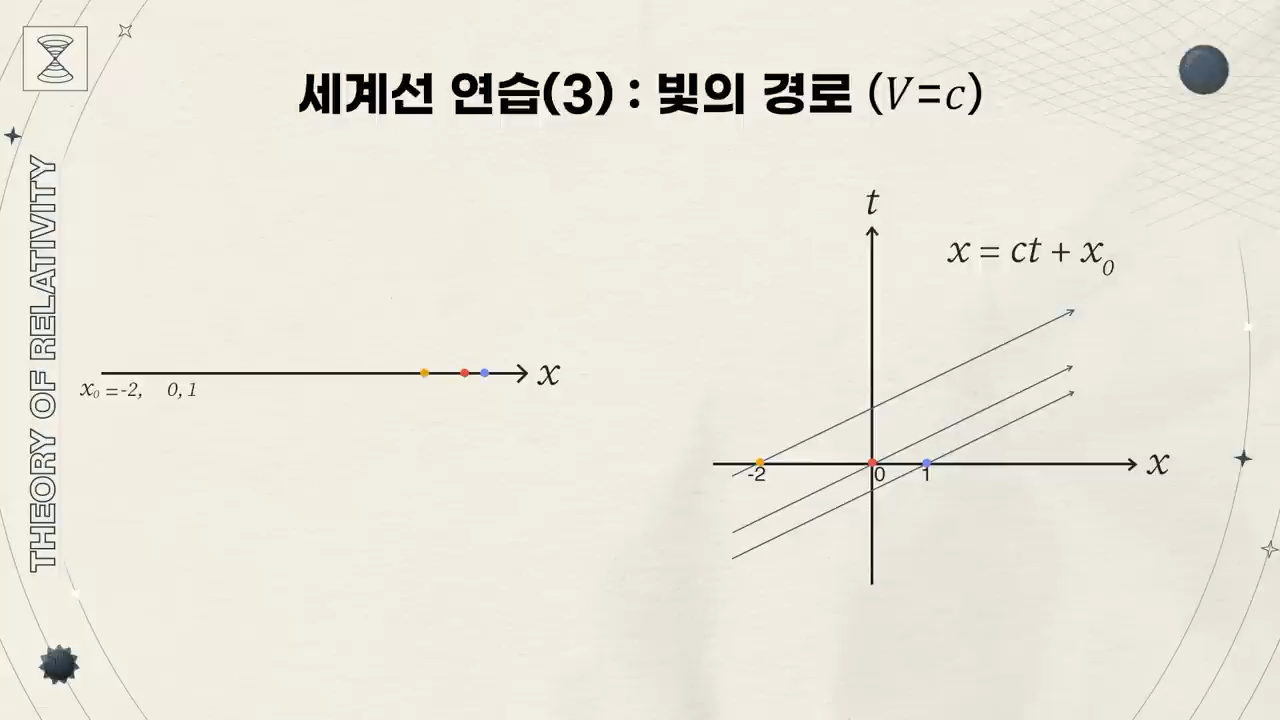 세계선 연습(3) : 빛의 경로 (V=c)
THEORY OF RELATIVITY
x₀ =-2, 0, 1
x
t
x = ct + x₀
-2
0
1
x